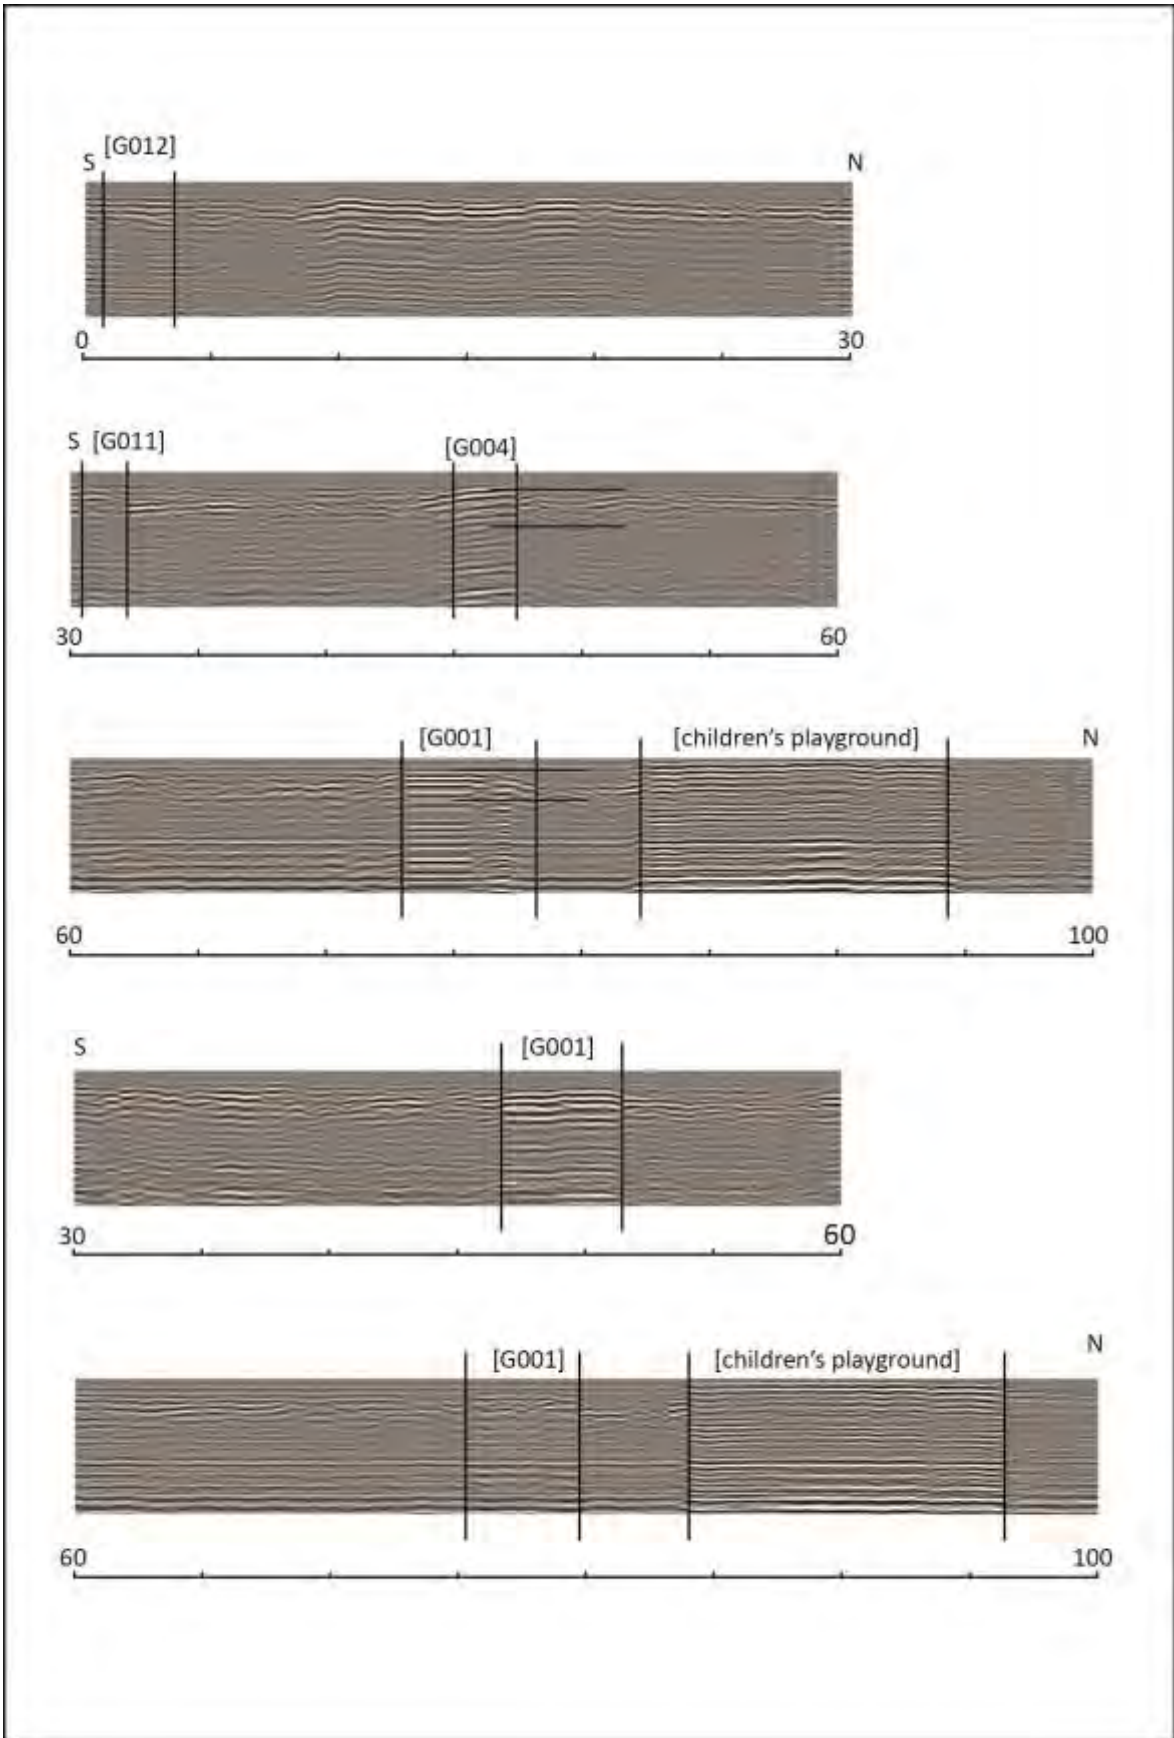 [G012]
S N
0 30
S [G011] [G004]
30 60
[G001] [children's playground] N
60 100
S [G001]
30 60
N
[G001] [children's playground]
60 100